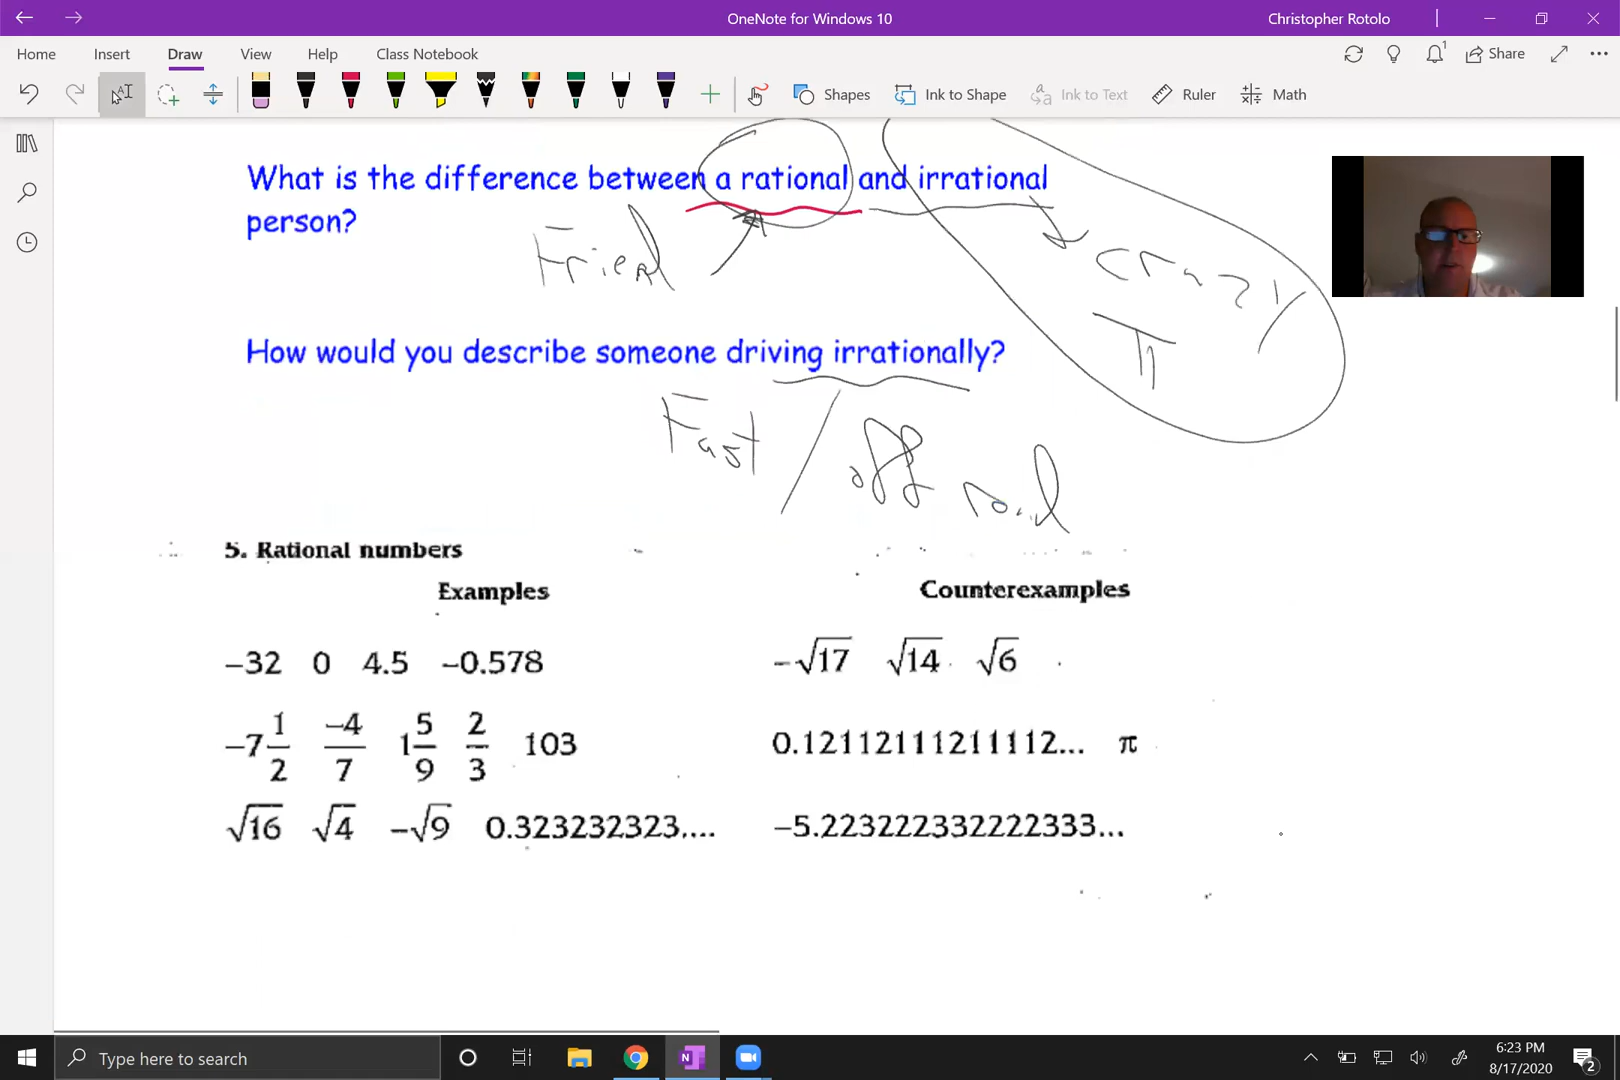 OneNote for Windows 10
Christopher Rotolo
Home Insert Draw View Help Class Notebook
1 Share
Shapes Ink to Shape Ink to Text Ruler Math
What is the difference between a rational and irrational
person?
crazy
π
How would you describe someone driving irrationally?
Fast / off road
5. Rational numbers
Examples Counterexamples
−32 0 4.5 −0.578 −√17 √14 √6
−7 1/2 −4/7 1 5/9 2/3 103 0.12112111211112... π
√16 √4 −√9 0.323232323.... −5.223222332222333...
Type here to search
6:23 PM
8/17/2020
2